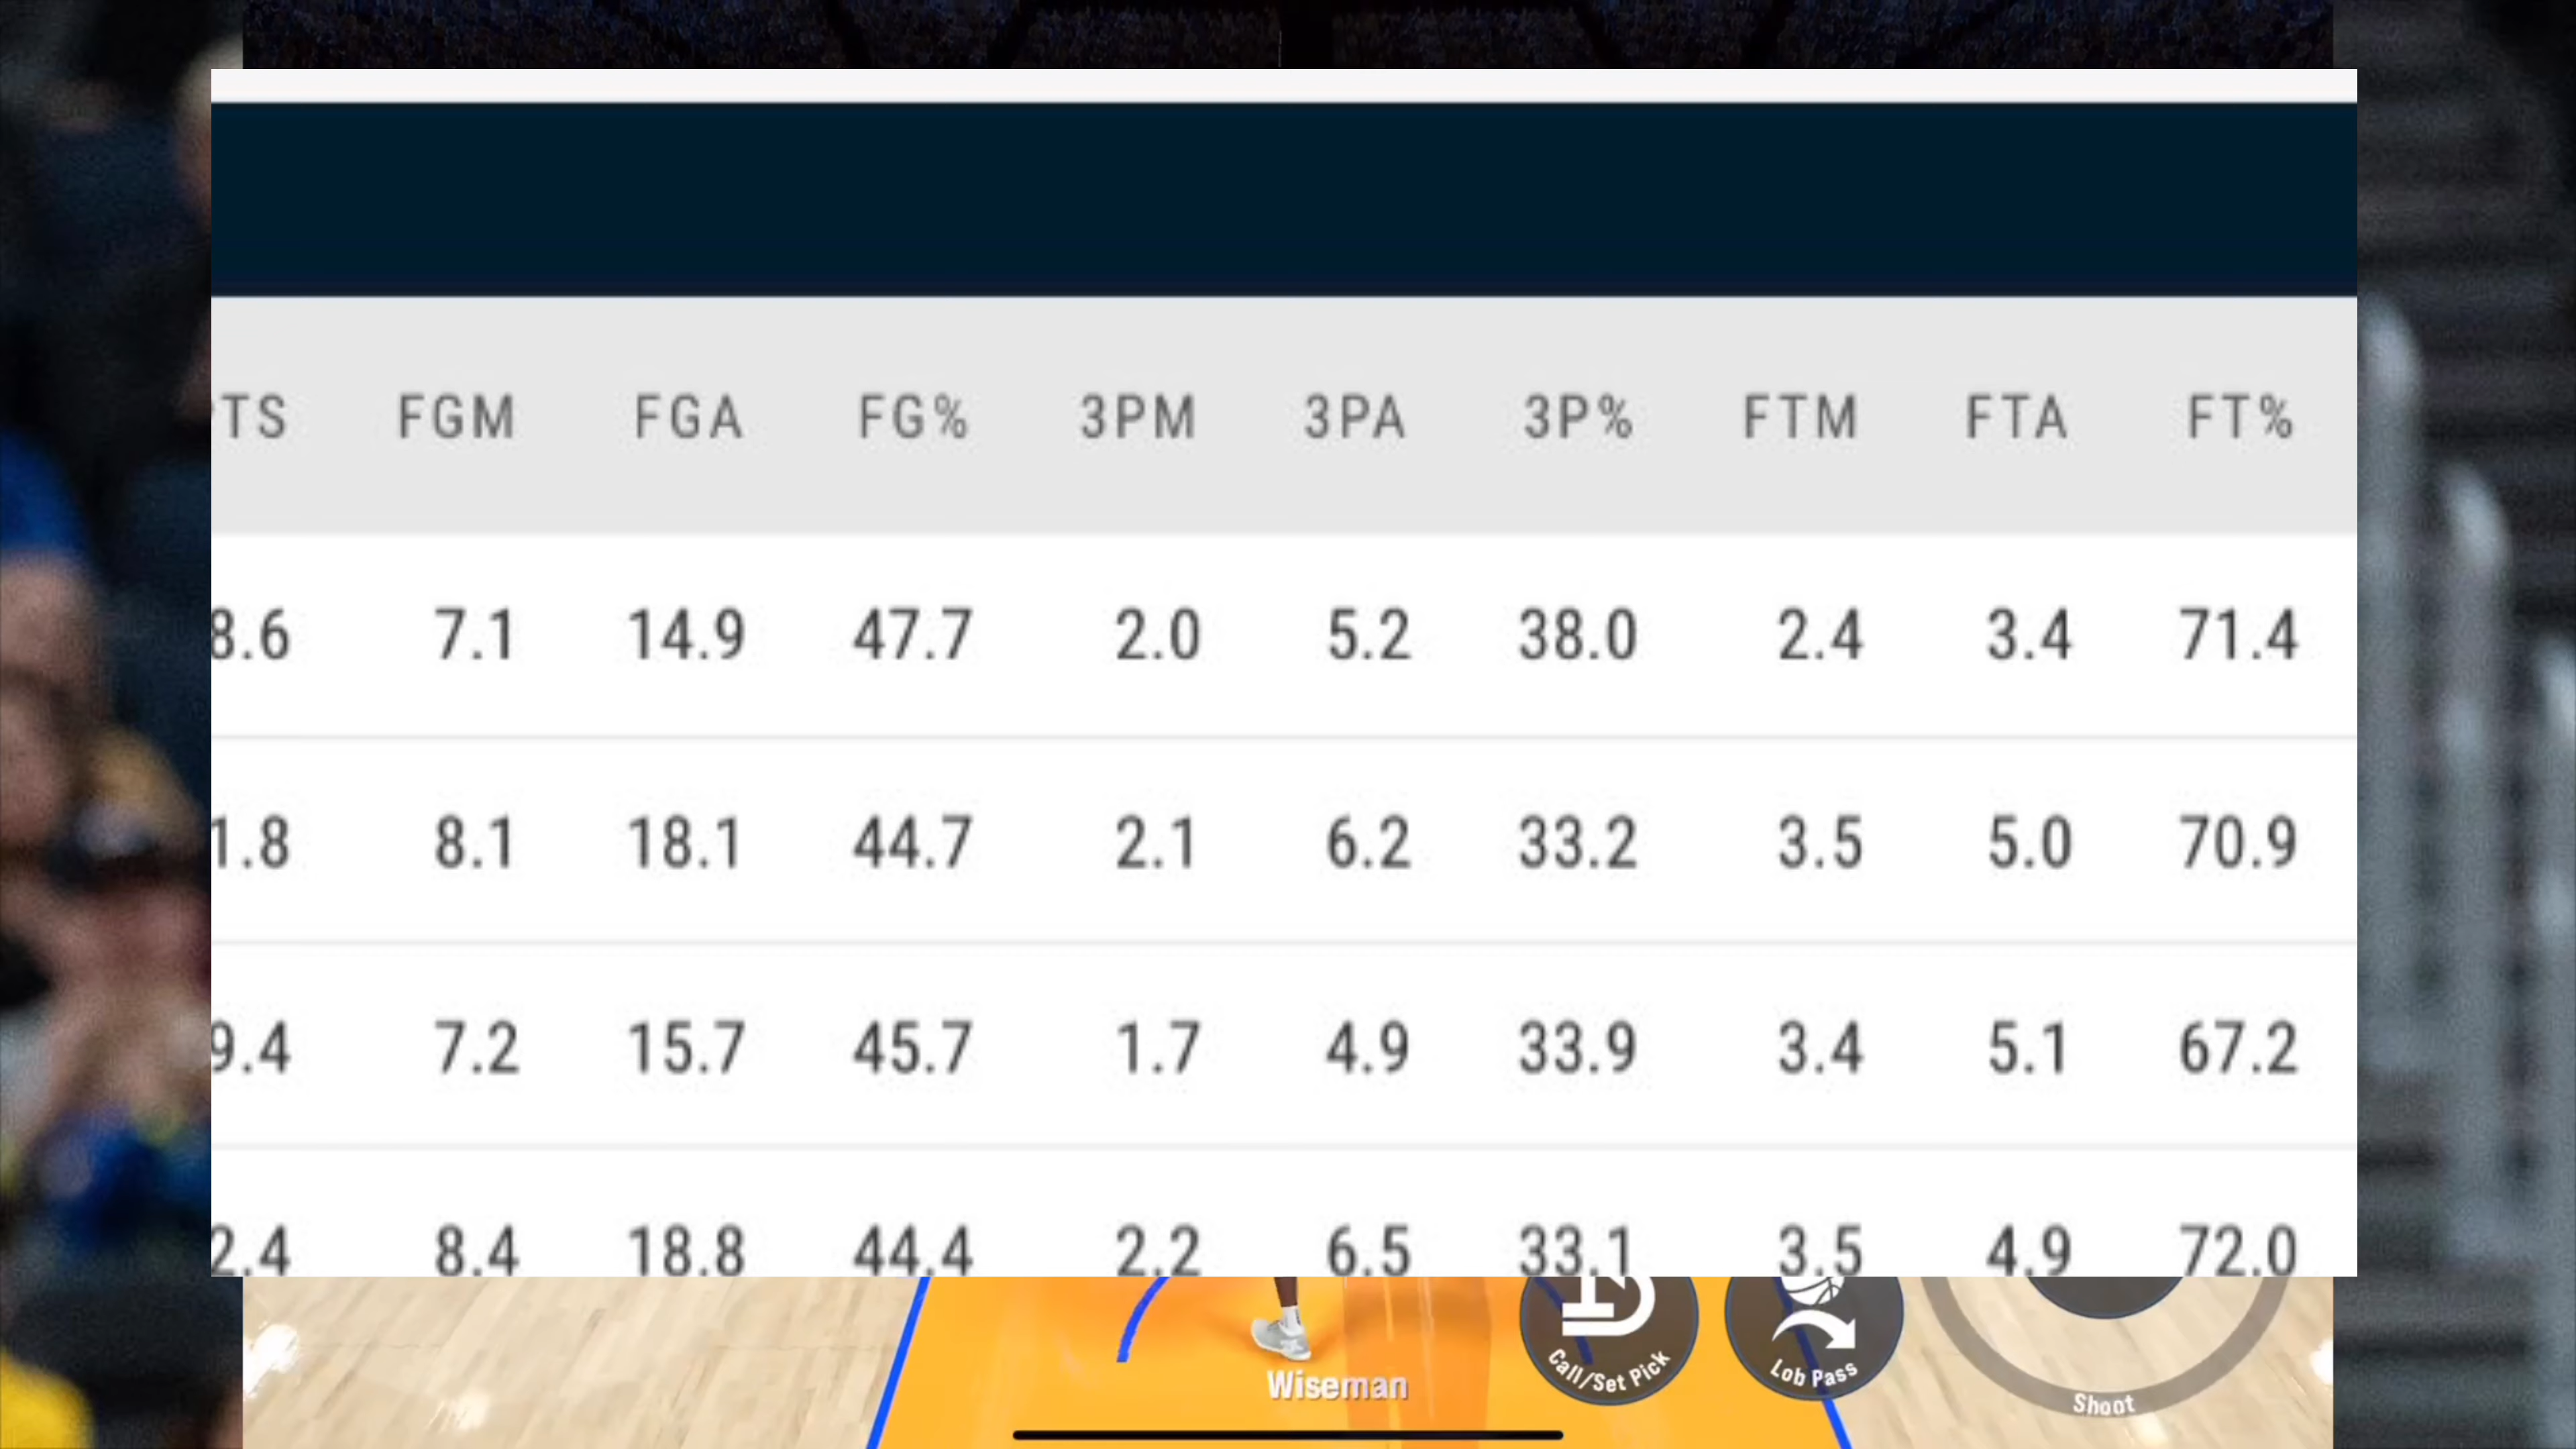 TS FGM FGA FG% 3PM 3PA 3P% FTM FTA FT%
8.6 7.1 14.9 47.7 2.0 5.2 38.0 2.4 3.4 71.4
1.8 8.1 18.1 44.7 2.1 6.2 33.2 3.5 5.0 70.9
9.4 7.2 15.7 45.7 1.7 4.9 33.9 3.4 5.1 67.2
2.4 8.4 18.8 44.4 2.2 6.5 33.1 3.5 4.9 72.0
Wiseman
Call/Set Pick
Lob Pass
Shoot